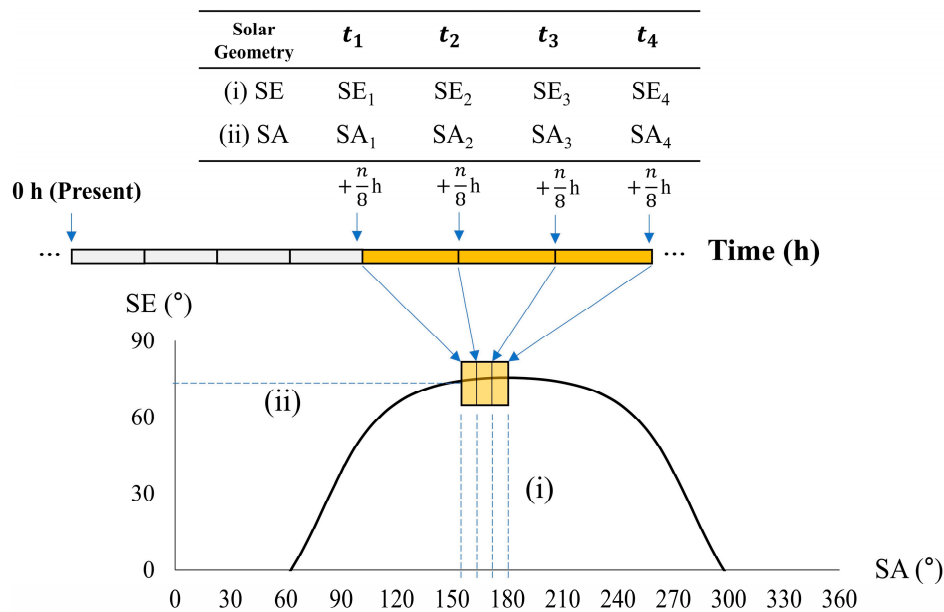 Solar Geometry t₁ t₂ t₃ t₄
(i) SE SE₁ SE₂ SE₃ SE₄
(ii) SA SA₁ SA₂ SA₃ SA₄
0 h (Present) +n/8 h +n/8 h +n/8 h +n/8 h
... ... Time (h)
SE (°)
90
(ii)
60
(i)
30
0
SA (°)
0 30 60 90 120 150 180 210 240 270 300 330 360